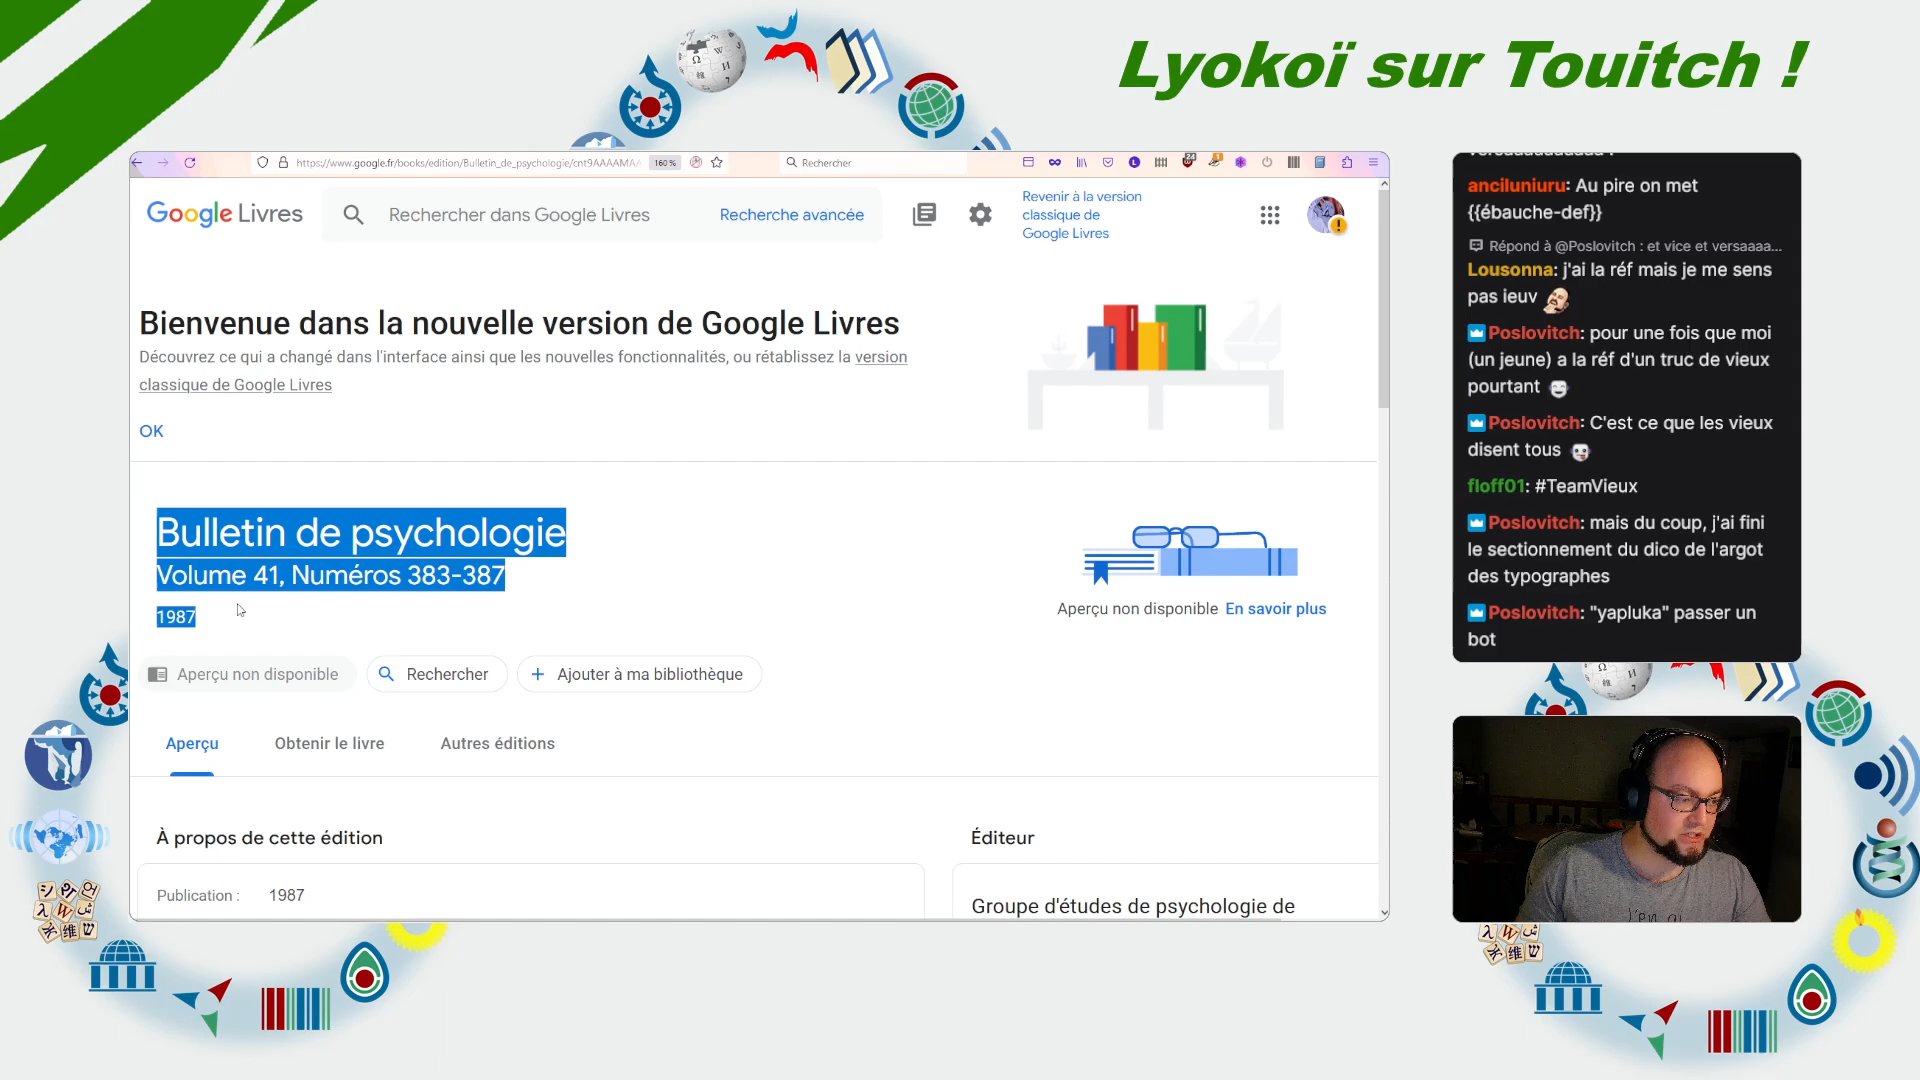 Lyokoï sur Touitch !
https://www.google.fr/books/edition/Bulletin_de_psychologie/cnt9AAAAMAA
160 %
Rechercher
Google Livres
Rechercher dans Google Livres
Recherche avancée
Revenir à la version
classique de
Google Livres
Bienvenue dans la nouvelle version de Google Livres
Découvrez ce qui a changé dans l'interface ainsi que les nouvelles fonctionnalités, ou rétablissez la version
classique de Google Livres
OK
Bulletin de psychologie
Volume 41, Numéros 383-387
1987
Aperçu non disponible En savoir plus
Aperçu non disponible
Rechercher
Ajouter à ma bibliothèque
Aperçu
Obtenir le livre
Autres éditions
À propos de cette édition
Publication :
1987
Éditeur
Groupe d'études de psychologie de
anciluniuru: Au pire on met
{{ébauche-def}}
Répond à @Poslovitch : et vice et versaaaa...
Lousonna: j'ai la réf mais je me sens
pas ieuv
Poslovitch: pour une fois que moi
(un jeune) a la réf d'un truc de vieux
pourtant
Poslovitch: C'est ce que les vieux
disent tous
floff01: #TeamVieux
Poslovitch: mais du coup, j'ai fini
le sectionnement du dico de l'argot
des typographes
Poslovitch: "yapluka" passer un
bot